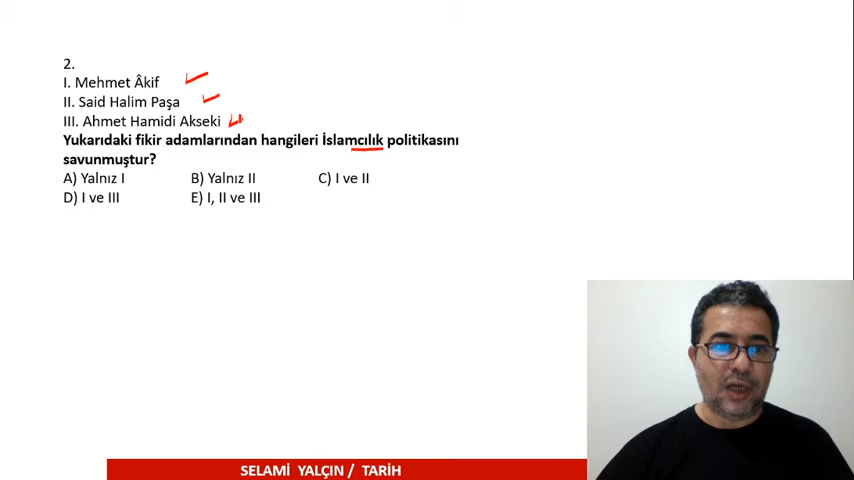 2.
I. Mehmet Âkif
II. Said Halim Paşa
III. Ahmet Hamidi Akseki
Yukarıdaki fikir adamlarından hangileri İslamcılık politikasını
savunmuştur?
A) Yalnız I B) Yalnız II C) I ve II
D) I ve III E) I, II ve III
SELAMİ YALÇIN / TARİH